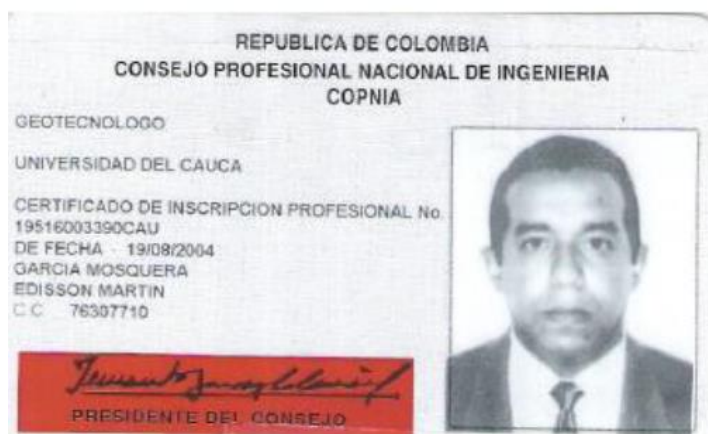 REPUBLICA DE COLOMBIA
CONSEJO PROFESIONAL NACIONAL DE INGENIERIA
COPNIA
GEOTECNOLOGO
UNIVERSIDAD DEL CAUCA
CERTIFICADO DE INSCRIPCION PROFESIONAL No.
19516003390CAU
DE FECHA - 19/08/2004
GARCIA MOSQUERA
EDISSON MARTIN
C.C 76307710
PRESIDENTE DEL CONSEJO